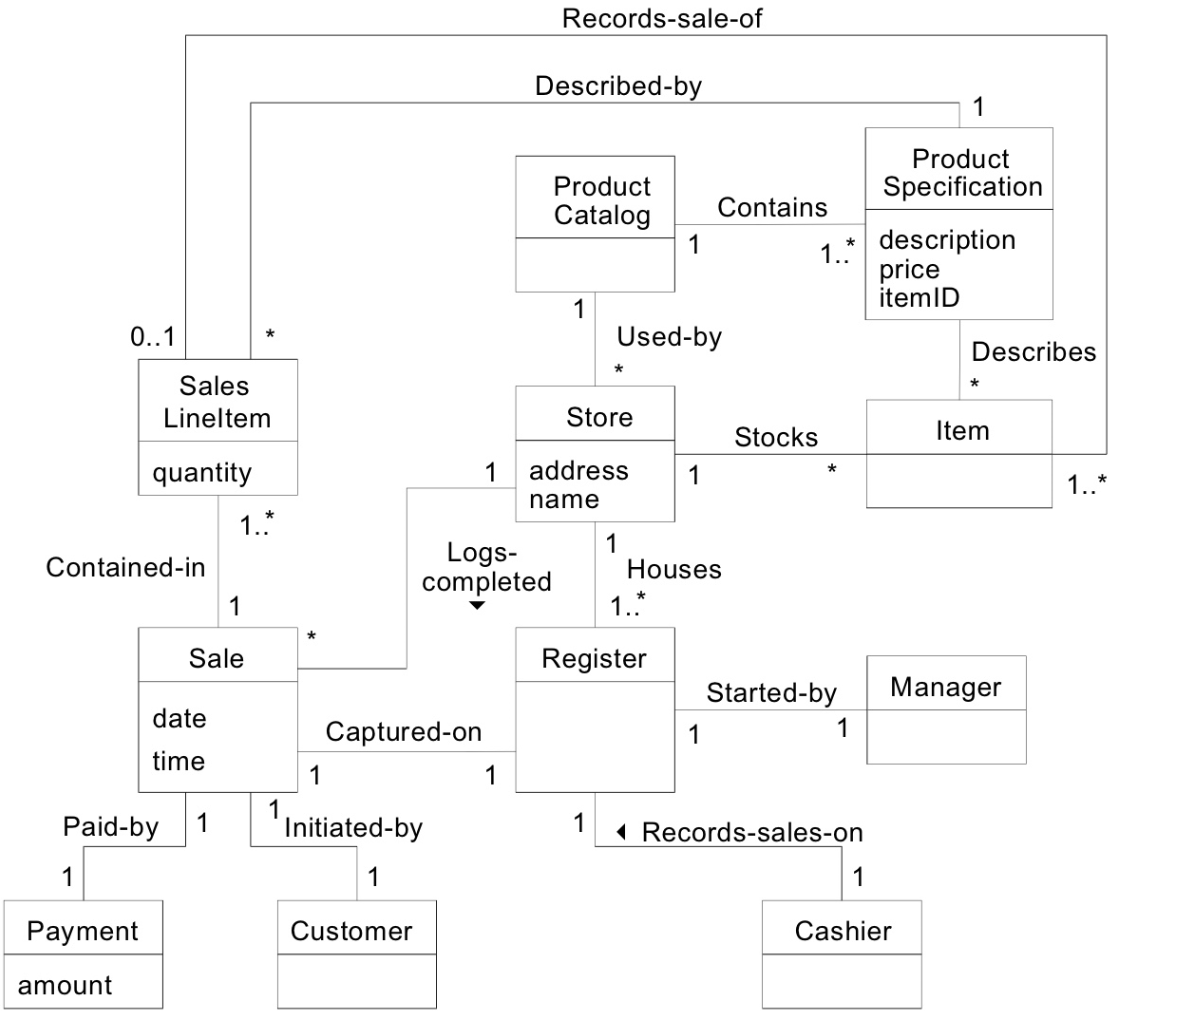 Records-sale-of
Described-by
1
Product
Specification
description
price
itemID
Product
Catalog
Contains
1
1..*
1
Used-by
*
0..1
*
Describes
*
Sales
LineItem
quantity
Store
address
name
Stocks
1
*
Item
1..*
1
1..*
Contained-in
1
Logs-
completed
1
Houses
1..*
*
Sale
date
time
Register
Started-by
1
1
Manager
Captured-on
1
1
Paid-by
1
1
Initiated-by
1
Records-sales-on
1
1
1
Payment
amount
Customer
Cashier